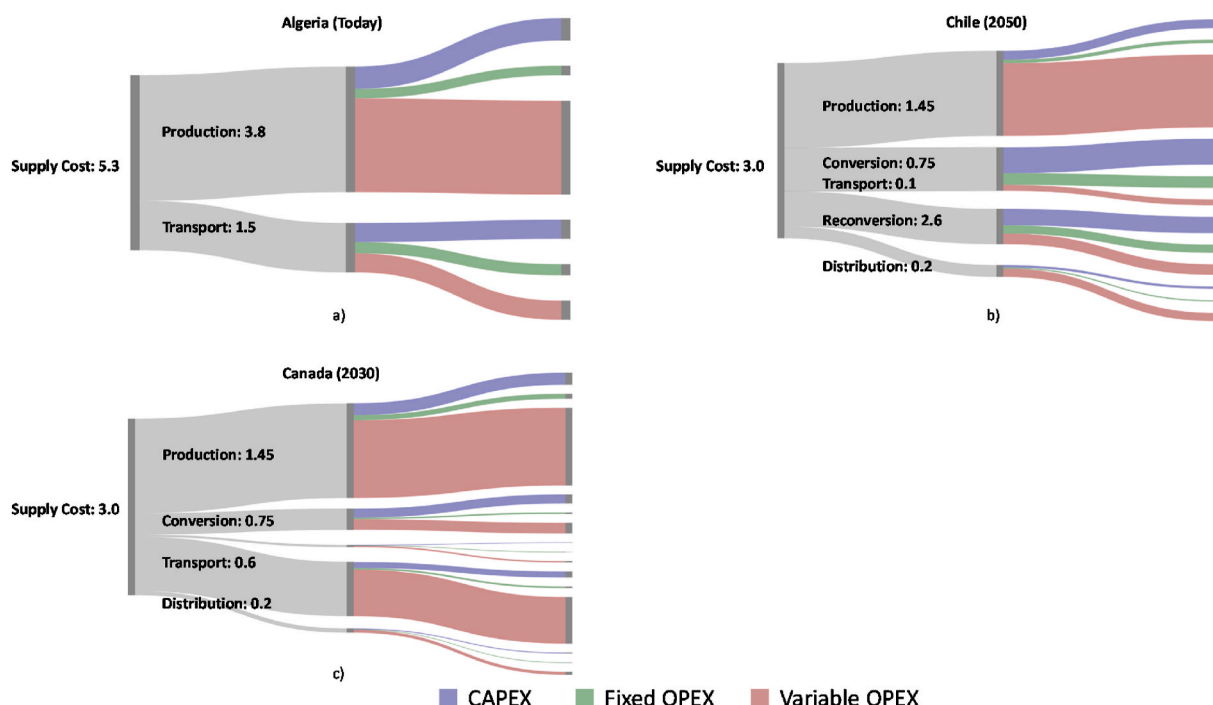 Algeria (Today)
Production: 3.8
Supply Cost: 5.3
Transport: 1.5
a)
Chile (2050)
Production: 1.45
Supply Cost: 3.0
Conversion: 0.75
Transport: 0.1
Reconversion: 2.6
Distribution: 0.2
b)
Canada (2030)
Production: 1.45
Supply Cost: 3.0
Conversion: 0.75
Transport: 0.6
Distribution: 0.2
c)
CAPEX Fixed OPEX Variable OPEX